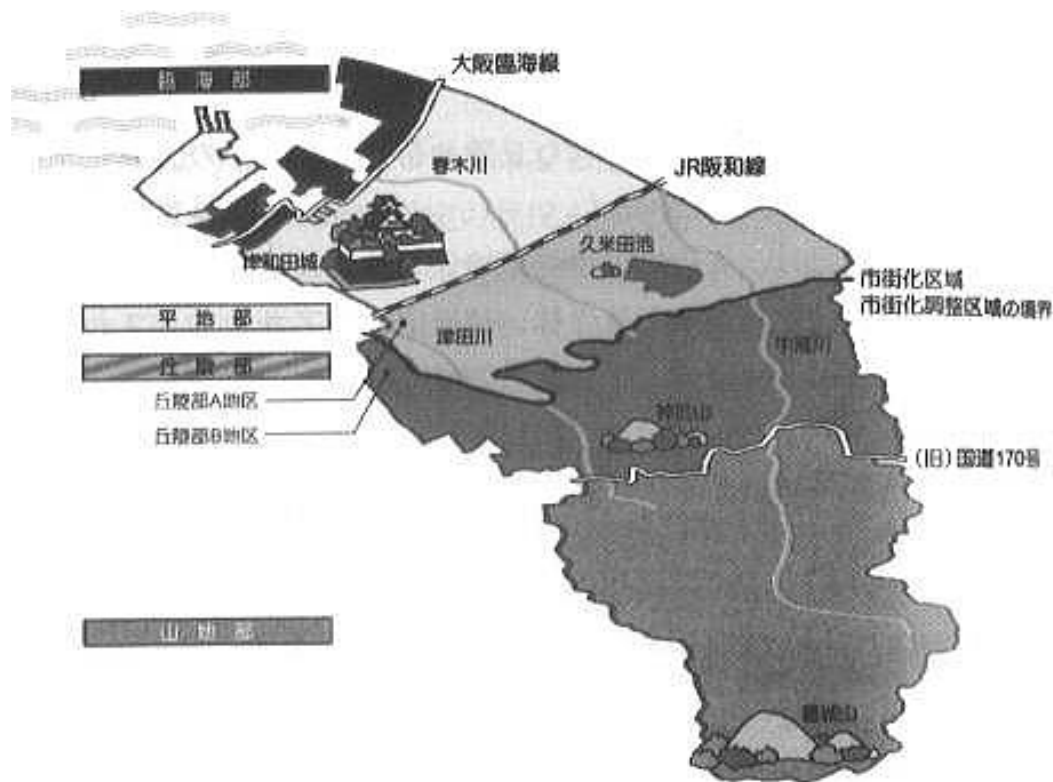 大阪臨海線
臨海部
春木川
JR阪和線
久米田池
岸和田城
市街化区域
市街化調整区域の境界
平地部
津田川
牛滝川
丘陵部
丘陵部A地区
神於山
丘陵部B地区
(旧)国道170号
山地部